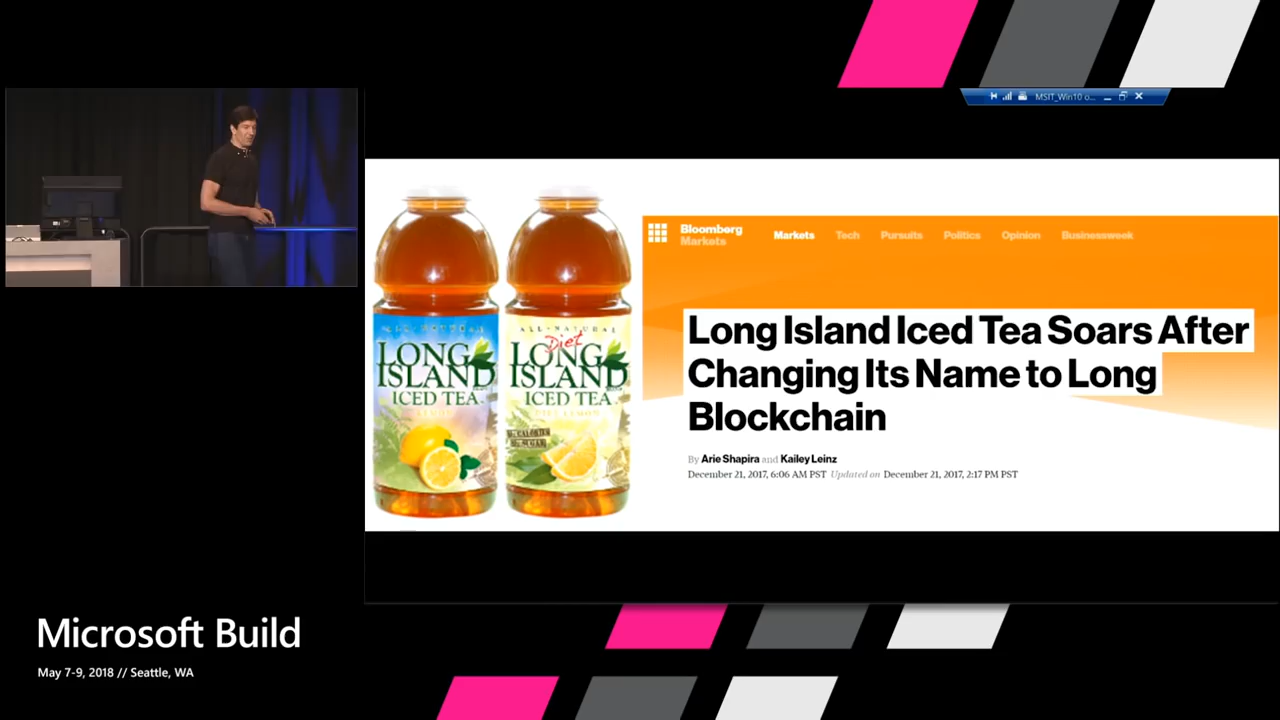 MSIT_Win10 o...
ALL-NATURAL
LONG
ISLAND
ICED TEA
LEMON
ALL-NATURAL
Diet
LONG
ISLAND
ICED TEA
DIET LEMON
Bloomberg
Markets
Markets Tech Pursuits Politics Opinion Businessweek
Long Island Iced Tea Soars After
Changing Its Name to Long
Blockchain
By Arie Shapira and Kailey Leinz
December 21, 2017, 6:06 AM PST Updated on December 21, 2017, 2:17 PM PST
Microsoft Build
May 7-9, 2018 // Seattle, WA